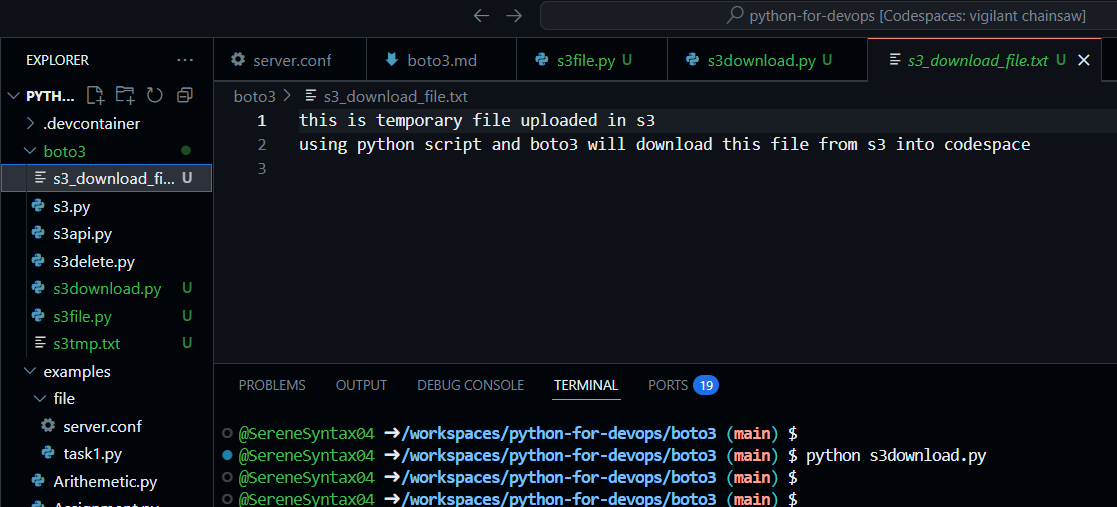 python-for-devops [Codespaces: vigilant chainsaw]
EXPLORER
PYTH...
.devcontainer
boto3
s3_download_fi... U
s3.py
s3api.py
s3delete.py
s3download.py U
s3file.py U
s3tmp.txt U
examples
file
server.conf
task1.py
Arithemetic.py
Assignment.py
server.conf
boto3.md
s3file.py U
s3download.py U
s3_download_file.txt U
boto3 > s3_download_file.txt
1 this is temporary file uploaded in s3
2 using python script and boto3 will download this file from s3 into codespace
3
PROBLEMS OUTPUT DEBUG CONSOLE TERMINAL PORTS 19
@SereneSyntax04 ➜/workspaces/python-for-devops/boto3 (main) $
@SereneSyntax04 ➜/workspaces/python-for-devops/boto3 (main) $ python s3download.py
@SereneSyntax04 ➜/workspaces/python-for-devops/boto3 (main) $
@SereneSyntax04 ➜/workspaces/python-for-devops/boto3 (main) $